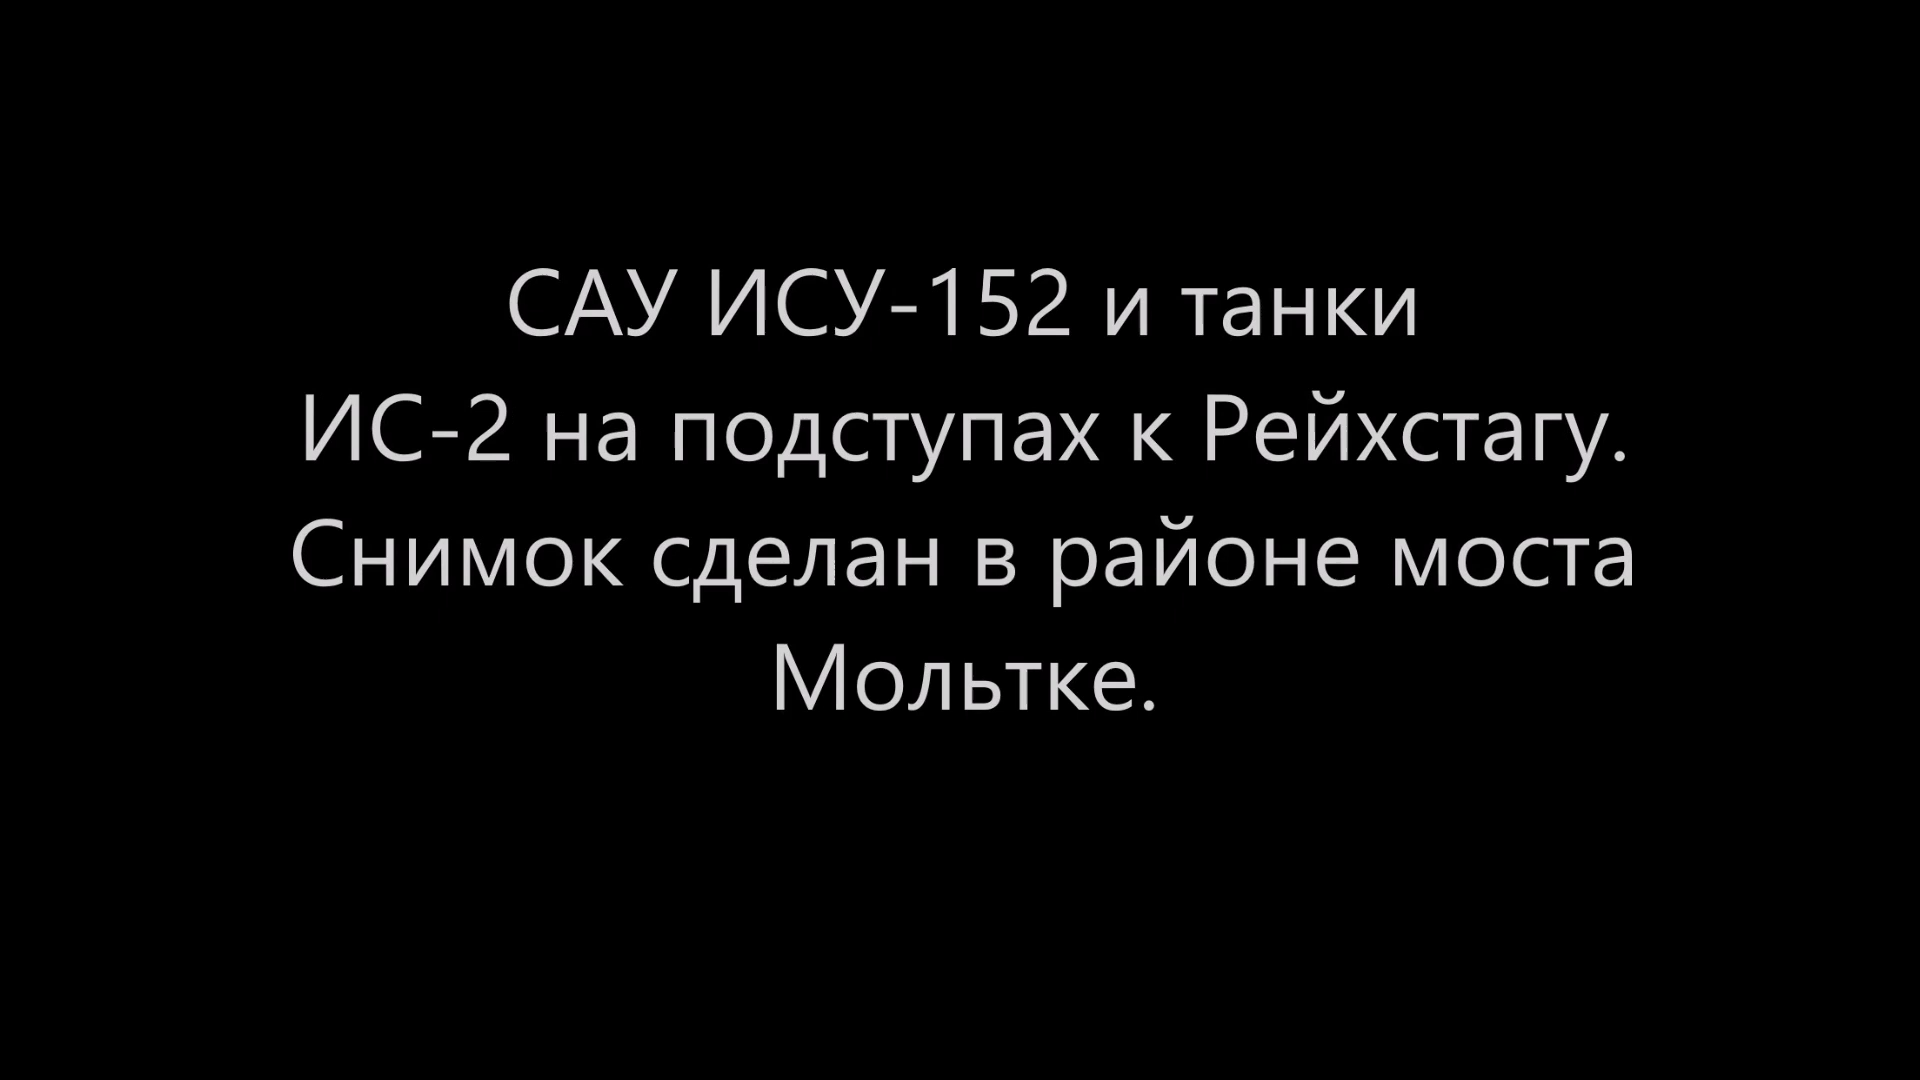 САУ ИСУ-152 и танки
ИС-2 на подступах к Рейхстагу.
Снимок сделан в районе моста
Мольтке.